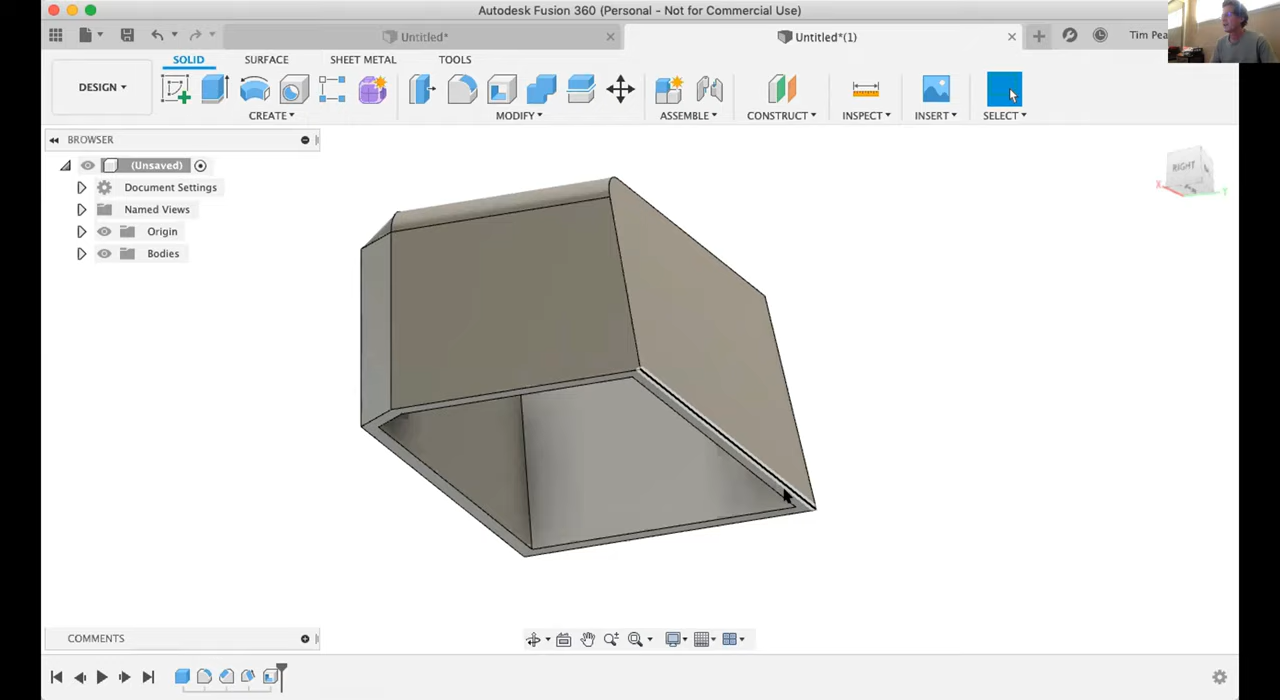 Autodesk Fusion 360 (Personal - Not for Commercial Use)
Untitled*
Untitled*(1)
Tim Pea
DESIGN
SOLID
SURFACE
SHEET METAL
TOOLS
CREATE
MODIFY
ASSEMBLE
CONSTRUCT
INSPECT
INSERT
SELECT
BROWSER
(Unsaved)
Document Settings
Named Views
Origin
Bodies
RIGHT
X
Y
COMMENTS